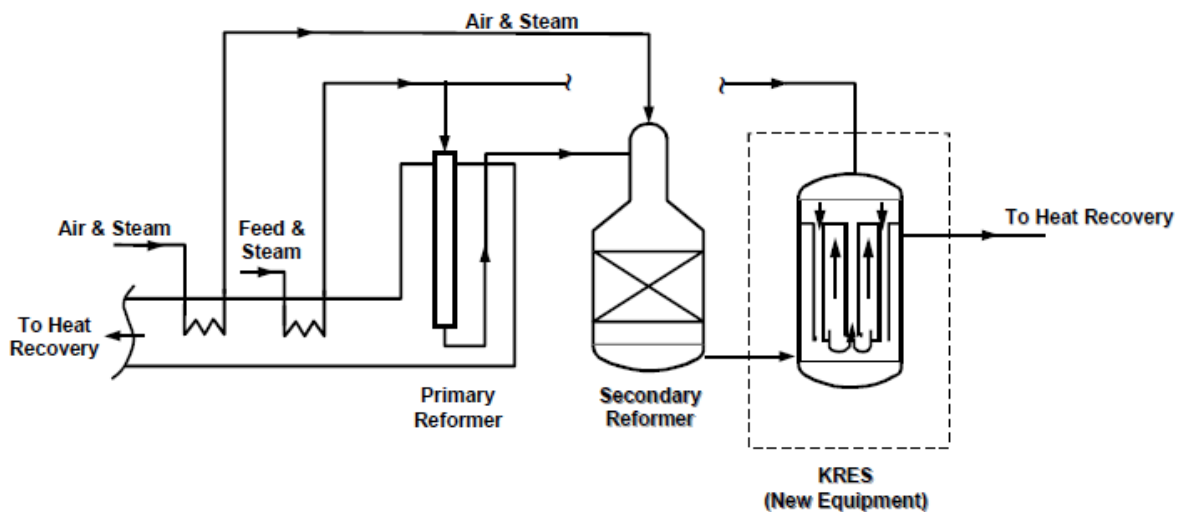 Air & Steam
Air & Steam
Feed &
Steam
To Heat Recovery
To Heat
Recovery
Primary
Reformer
Secondary
Reformer
KRES
(New Equipment)